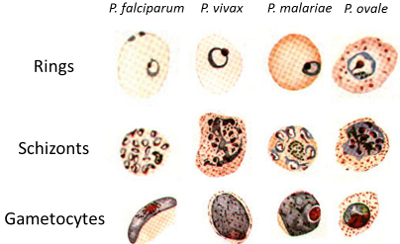 P. falciparum P. vivax P. malariae P. ovale
Rings
Schizonts
Gametocytes